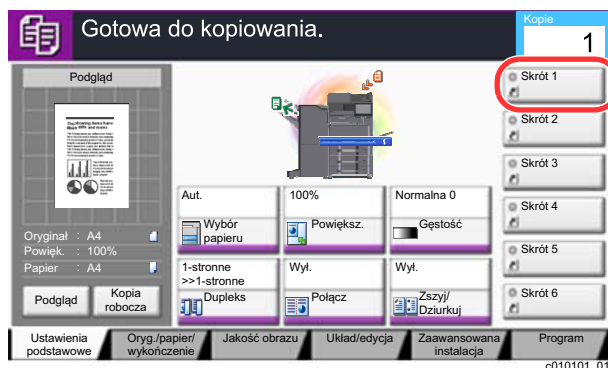 Gotowa do kopiowania.
Kopie
1
Podgląd
Skrót 1
Skrót 2
Skrót 3
Skrót 4
Skrót 5
Skrót 6
Aut.
Wybór
papieru
100%
Powiększ.
Normalna 0
Gęstość
Oryginał : A4
Powięk. : 100%
Papier : A4
1-stronne
>>1-stronne
Dupleks
Wył.
Połącz
Wył.
Zszyj/
Dziurkuj
Podgląd
Kopia
robocza
Ustawienia
podstawowe
Oryg./papier/
wykończenie
Jakość obrazu
Układ/edycja
Zaawansowana
instalacja
Program
c010101_01